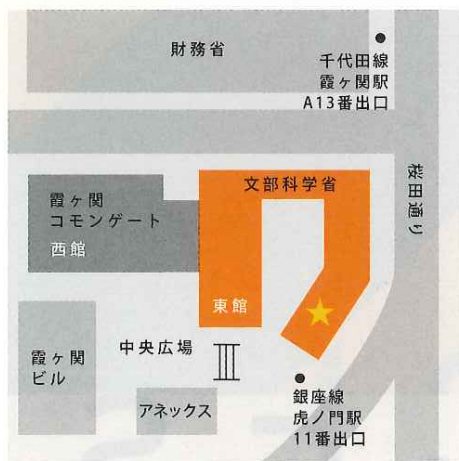 財務省
千代田線
霞ヶ関駅
A13番出口
桜田通り
文部科学省
霞ヶ関
コモンゲート
西館
東館
中央広場
霞ヶ関
ビル
アネックス
銀座線
虎ノ門駅
11番出口